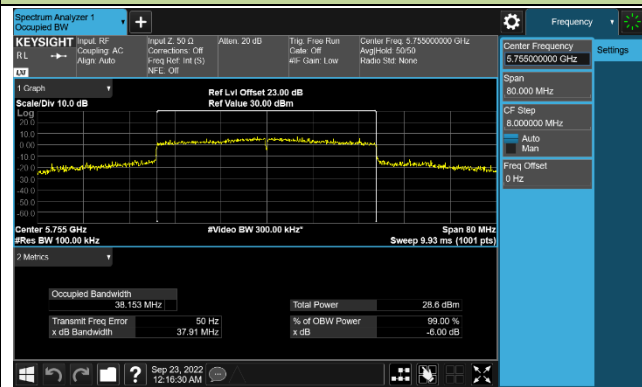 Spectrum Analyzer 1
Occupied BW
Frequency
KEYSIGHT
RL
Input: RF
Coupling: AC
Align: Auto
Input Z: 50 Ω
Corrections: Off
Freq Ref: Int (S)
NFE: Off
Atten: 20 dB
Trig: Free Run
Gate: Off
#IF Gain: Low
Center Freq: 5.755000000 GHz
Avg|Hold: 50/50
Radio Std: None
LXI
Center Frequency
5.755000000 GHz
Settings
Span
80.000 MHz
CF Step
8.000000 MHz
Auto
Man
Freq Offset
0 Hz
1 Graph
Scale/Div 10.0 dB
Ref Lvl Offset 23.00 dB
Ref Value 30.00 dBm
Log
20.0
10.0
0.00
-10.0
-20.0
-30.0
-40.0
-50.0
-60.0
Center 5.755 GHz
#Res BW 100.00 kHz
#Video BW 300.00 kHz*
Span 80 MHz
Sweep 9.93 ms (1001 pts)
2 Metrics
Occupied Bandwidth
38.153 MHz
Total Power
28.6 dBm
Transmit Freq Error
50 Hz
% of OBW Power
99.00 %
x dB Bandwidth
37.91 MHz
x dB
-6.00 dB
Sep 23, 2022
12:16:30 AM